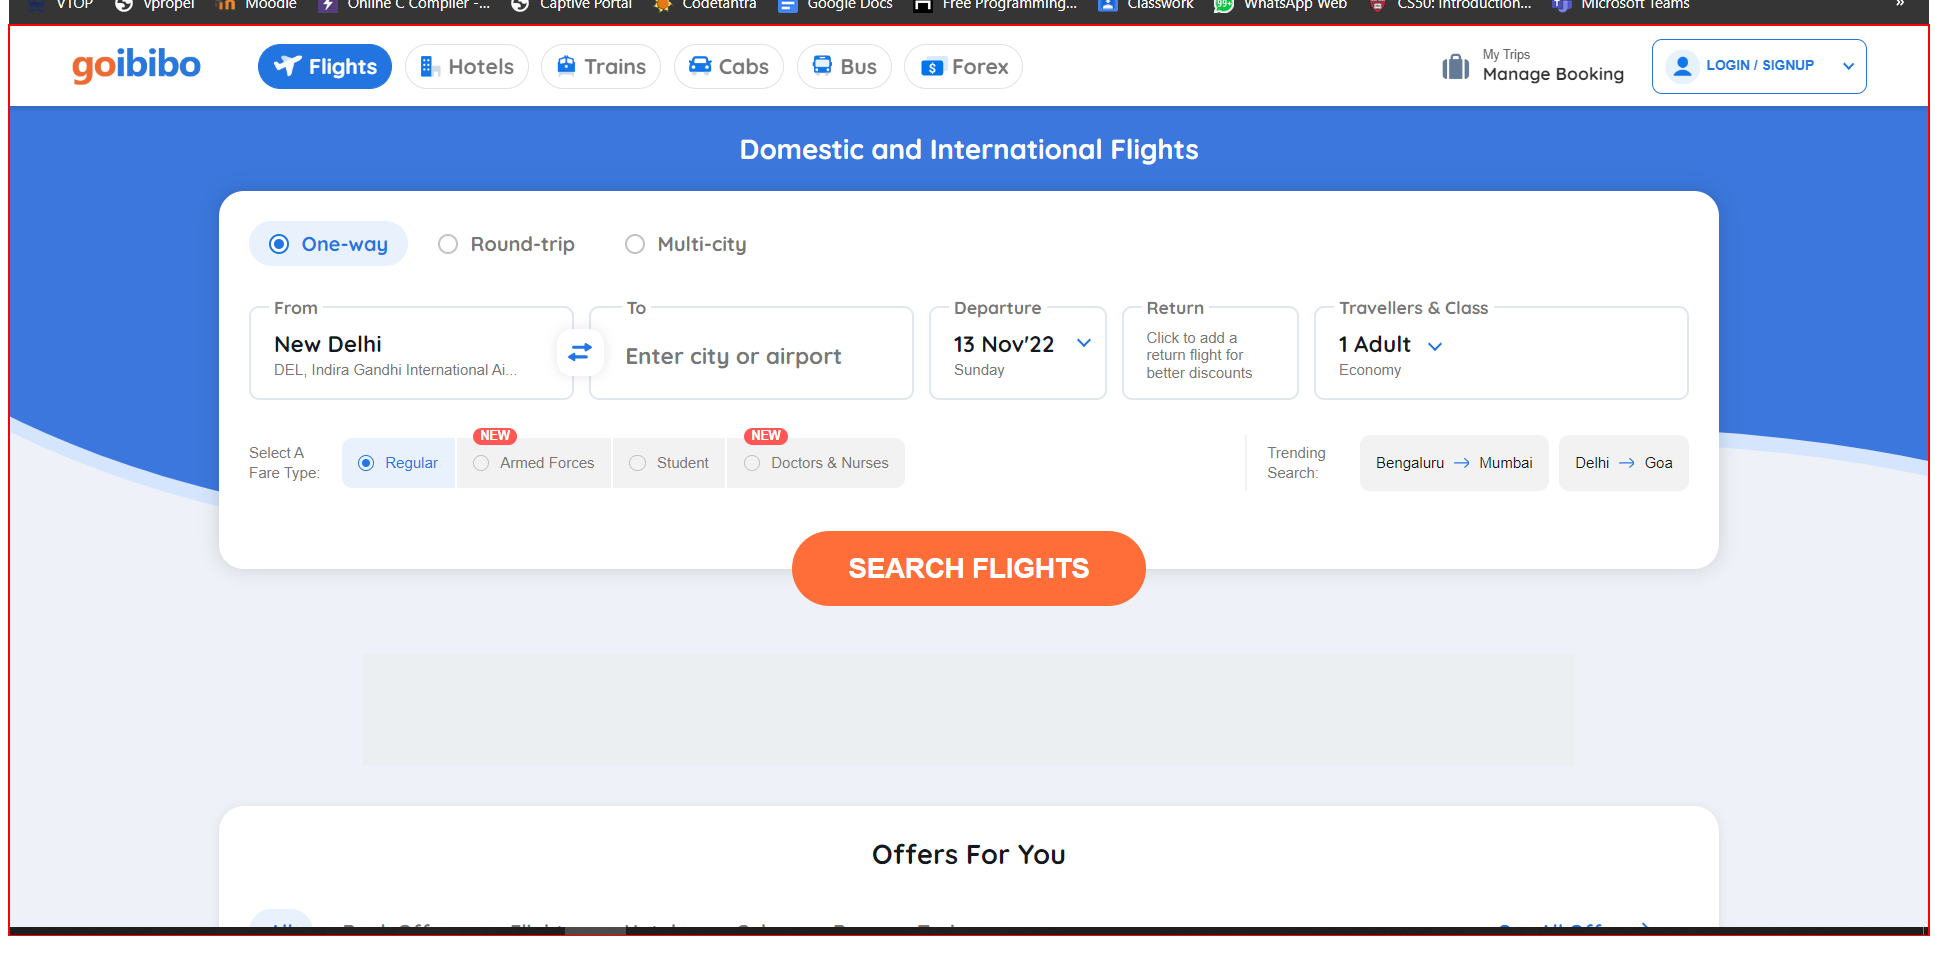 VTOP Vpropel Moodle Online C Compiler -... Captive Portal Codetantra Google Docs Free Programming... Classwork 99+ WhatsApp Web CS50: Introduction... Microsoft Teams »
goibibo Flights Hotels Trains Cabs Bus $ Forex My Trips Manage Booking LOGIN / SIGNUP
Domestic and International Flights
One-way Round-trip Multi-city
From To Departure Return Travellers & Class
New Delhi Enter city or airport 13 Nov'22 Click to add a return flight for better discounts 1 Adult
DEL, Indira Gandhi International Ai... Sunday Economy
NEW NEW
Select A Fare Type: Regular Armed Forces Student Doctors & Nurses Trending Search: Bengaluru → Mumbai Delhi → Goa
SEARCH FLIGHTS
Offers For You
All